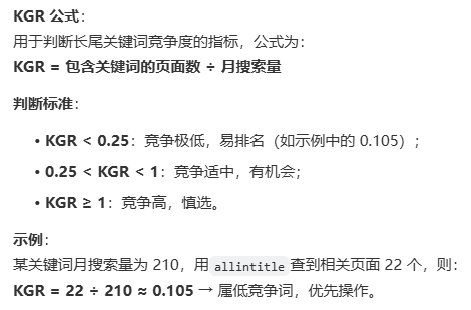 KGR 公式：
用于判断长尾关键词竞争度的指标，公式为：
KGR = 包含关键词的页面数 ÷ 月搜索量
判断标准：
• KGR < 0.25：竞争极低，易排名（如示例中的 0.105）；
• 0.25 < KGR < 1：竞争适中，有机会；
• KGR ≥ 1：竞争高，慎选。
示例：
某关键词月搜索量为 210，用 allintitle 查到相关页面 22 个，则：
KGR = 22 ÷ 210 ≈ 0.105 → 属低竞争词，优先操作。